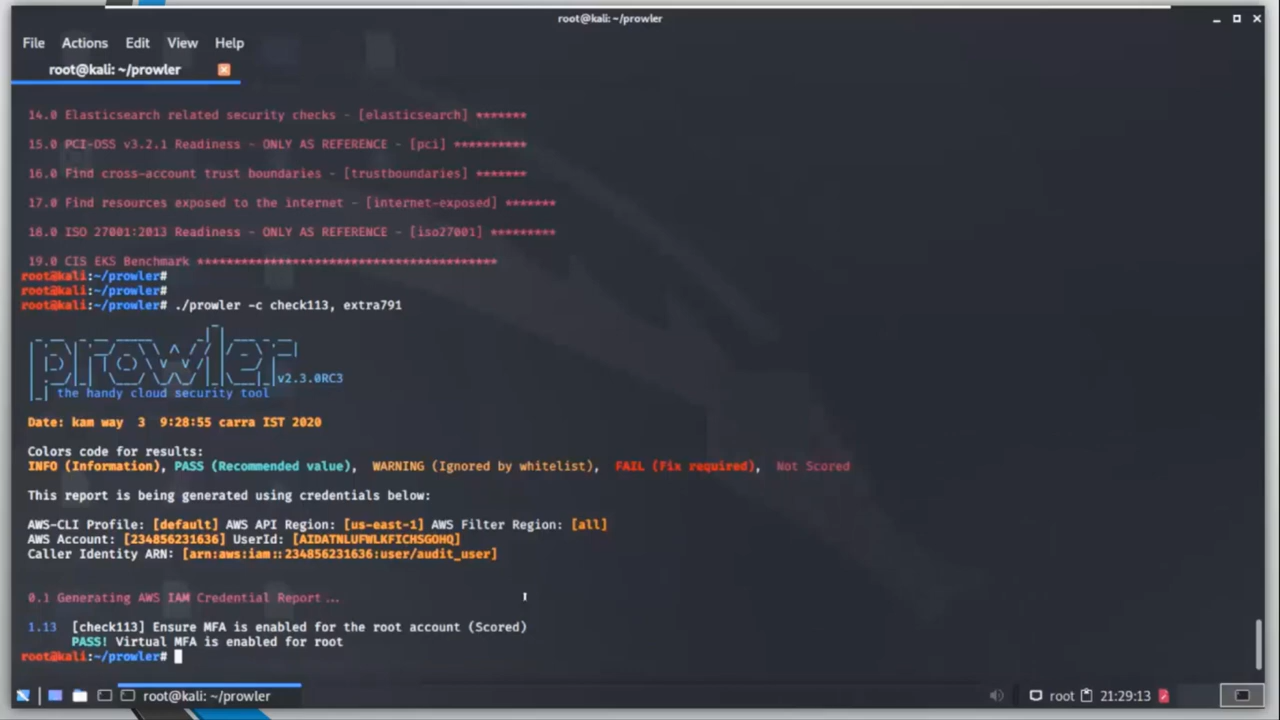 root@kali: ~/prowler
File Actions Edit View Help
root@kali: ~/prowler
14.0 Elasticsearch related security checks - [elasticsearch] *******
15.0 PCI-DSS v3.2.1 Readiness - ONLY AS REFERENCE - [pci] **********
16.0 Find cross-account trust boundaries - [trustboundaries] *******
17.0 Find resources exposed to the internet - [internet-exposed] *******
18.0 ISO 27001:2013 Readiness - ONLY AS REFERENCE - [iso27001] *********
19.0 CIS EKS Benchmark *****************************************
root@kali:~/prowler#
root@kali:~/prowler#
root@kali:~/prowler# ./prowler -c check113, extra791
prowler v2.3.0RC3
the handy cloud security tool
Date: kam way 3 9:28:55 carra IST 2020
Colors code for results:
INFO (Information), PASS (Recommended value), WARNING (Ignored by whitelist), FAIL (Fix required), Not Scored
This report is being generated using credentials below:
AWS-CLI Profile: [default] AWS API Region: [us-east-1] AWS Filter Region: [all]
AWS Account: [234856231636] UserId: [AIDATNLUFWLKFICHSGOHQ]
Caller Identity ARN: [arn:aws:iam::234856231636:user/audit_user]
0.1 Generating AWS IAM Credential Report ...
1.13 [check113] Ensure MFA is enabled for the root account (Scored)
PASS! Virtual MFA is enabled for root
root@kali:~/prowler#
root@kali: ~/prowler
root 21:29:13